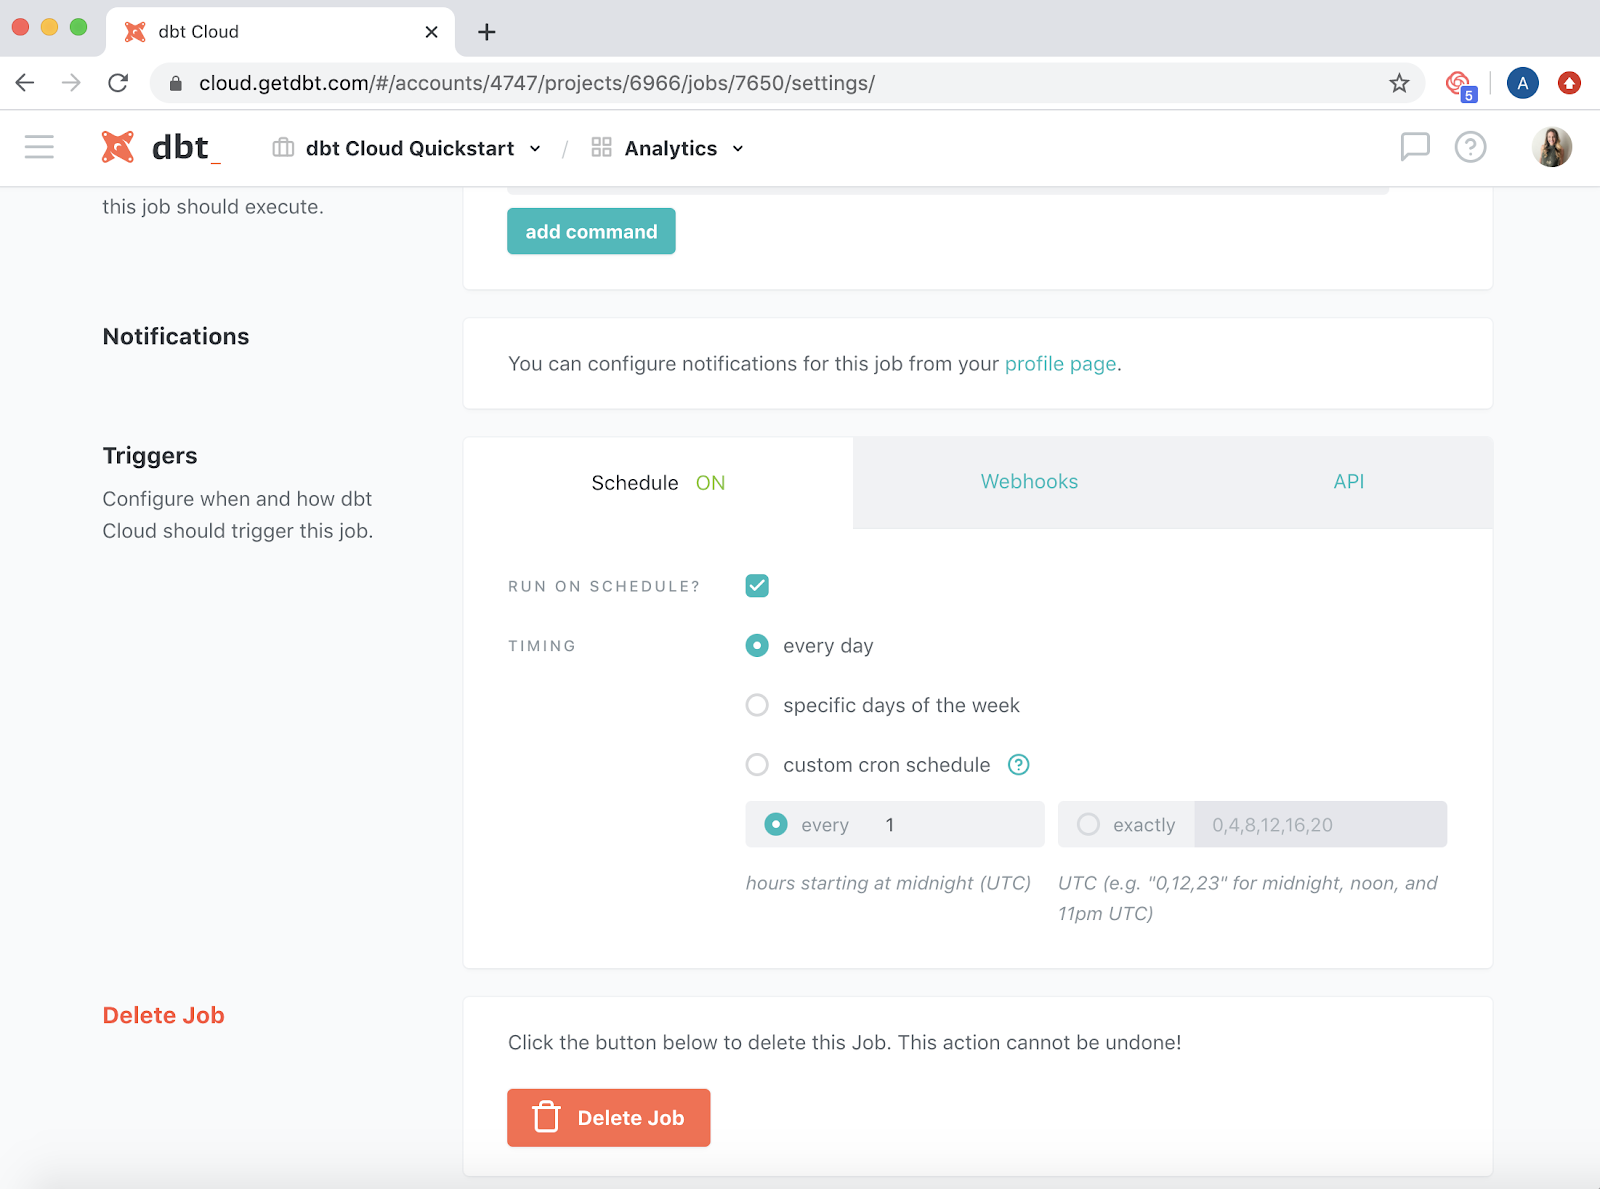 dbt Cloud
cloud.getdbt.com/#/accounts/4747/projects/6966/jobs/7650/settings/
5
A
dbt_
dbt Cloud Quickstart / Analytics
this job should execute.
add command
Notifications
You can configure notifications for this job from your profile page.
Triggers
Configure when and how dbt
Cloud should trigger this job.
Schedule ON
Webhooks
API
RUN ON SCHEDULE?
TIMING
every day
specific days of the week
custom cron schedule ?
every 1
exactly 0,4,8,12,16,20
hours starting at midnight (UTC)
UTC (e.g. "0,12,23" for midnight, noon, and
11pm UTC)
Delete Job
Click the button below to delete this Job. This action cannot be undone!
Delete Job